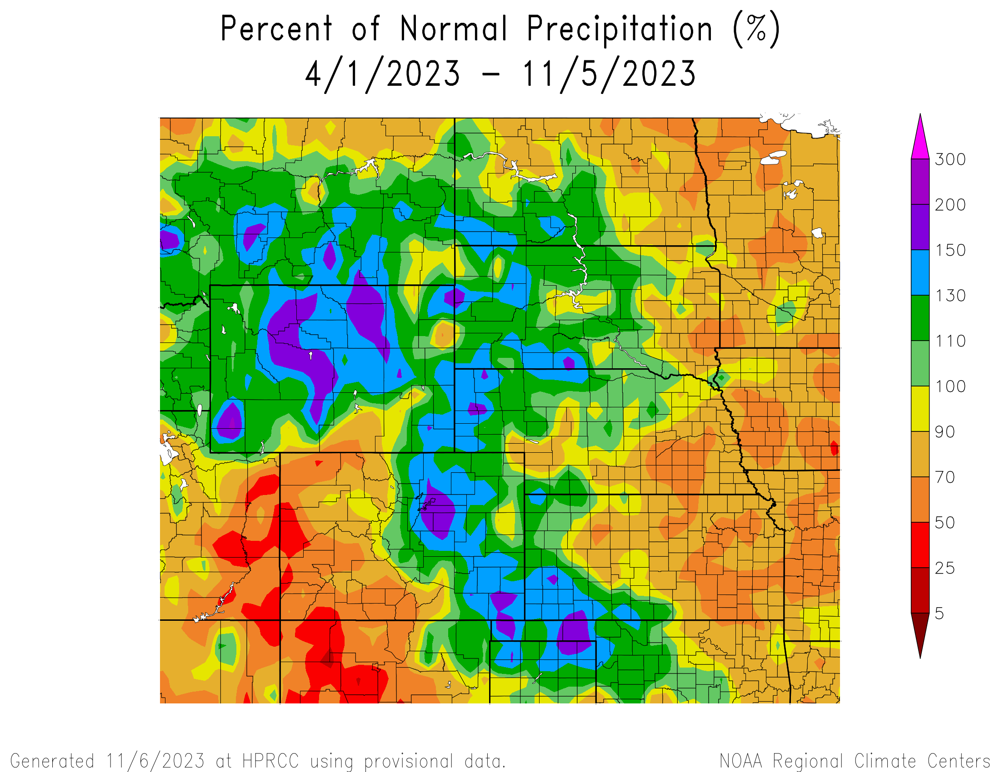 Percent of Normal Precipitation (%)
4/1/2023 – 11/5/2023
300
200
150
130
110
100
90
70
50
25
5
Generated 11/6/2023 at HPRCC using provisional data.
NOAA Regional Climate Centers